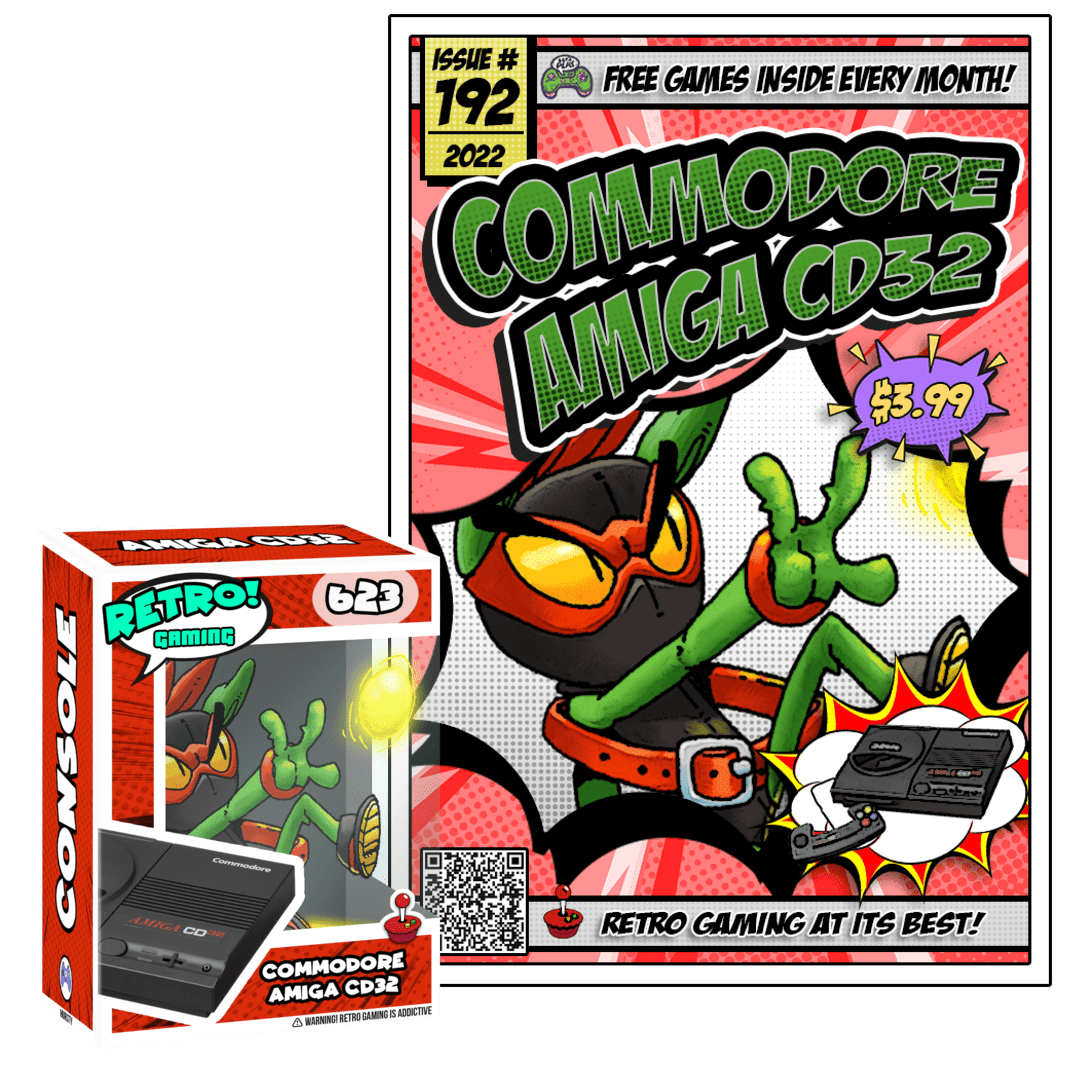 ISSUE #
192
2022
FREE GAMES INSIDE EVERY MONTH!
COMMODORE
AMIGA CD32
$3.99
RETRO GAMING AT ITS BEST!
AMIGA CD32
RETRO!
GAMING
623
CONSOLE
Commodore
AMIGA CD32
COMMODORE
AMIGA CD32
WARNING! RETRO GAMING IS ADDICTIVE